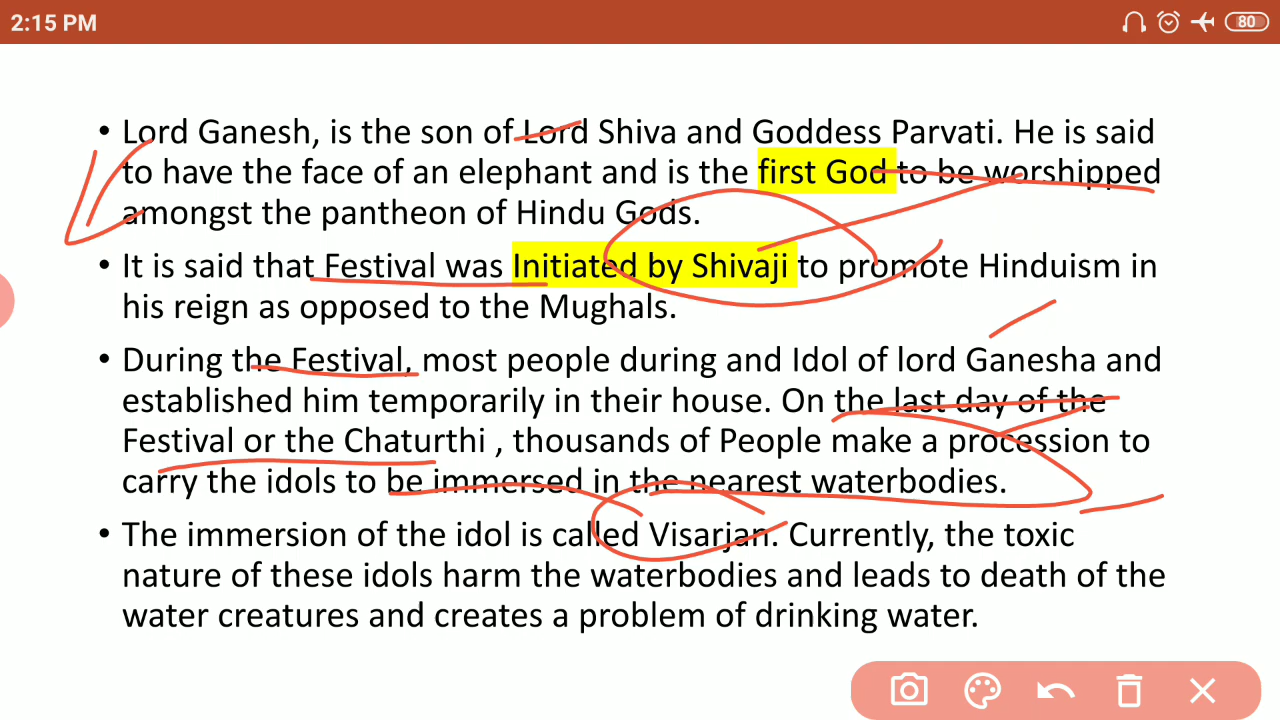 2:15 PM
80
• Lord Ganesh, is the son of Lord Shiva and Goddess Parvati. He is said
to have the face of an elephant and is the first God to be worshipped
amongst the pantheon of Hindu Gods.
• It is said that Festival was Initiated by Shivaji to promote Hinduism in
his reign as opposed to the Mughals.
• During the Festival, most people during and Idol of lord Ganesha and
established him temporarily in their house. On the last day of the
Festival or the Chaturthi , thousands of People make a procession to
carry the idols to be immersed in the nearest waterbodies.
• The immersion of the idol is called Visarjan. Currently, the toxic
nature of these idols harm the waterbodies and leads to death of the
water creatures and creates a problem of drinking water.